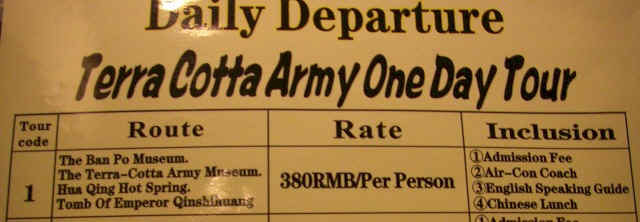 Daily Departure
Terra Cotta Army One Day Tour
Tour code Route Rate Inclusion
1
The Ban Po Museum.
The Terra-Cotta Army Museum.
Hua Qing Hot Spring.
Tomb Of Emperor Qinshihuang
380RMB/Per Person
①Admission Fee
②Air-Con Coach
③English Speaking Guide
④Chinese Lunch
①Admission Fee